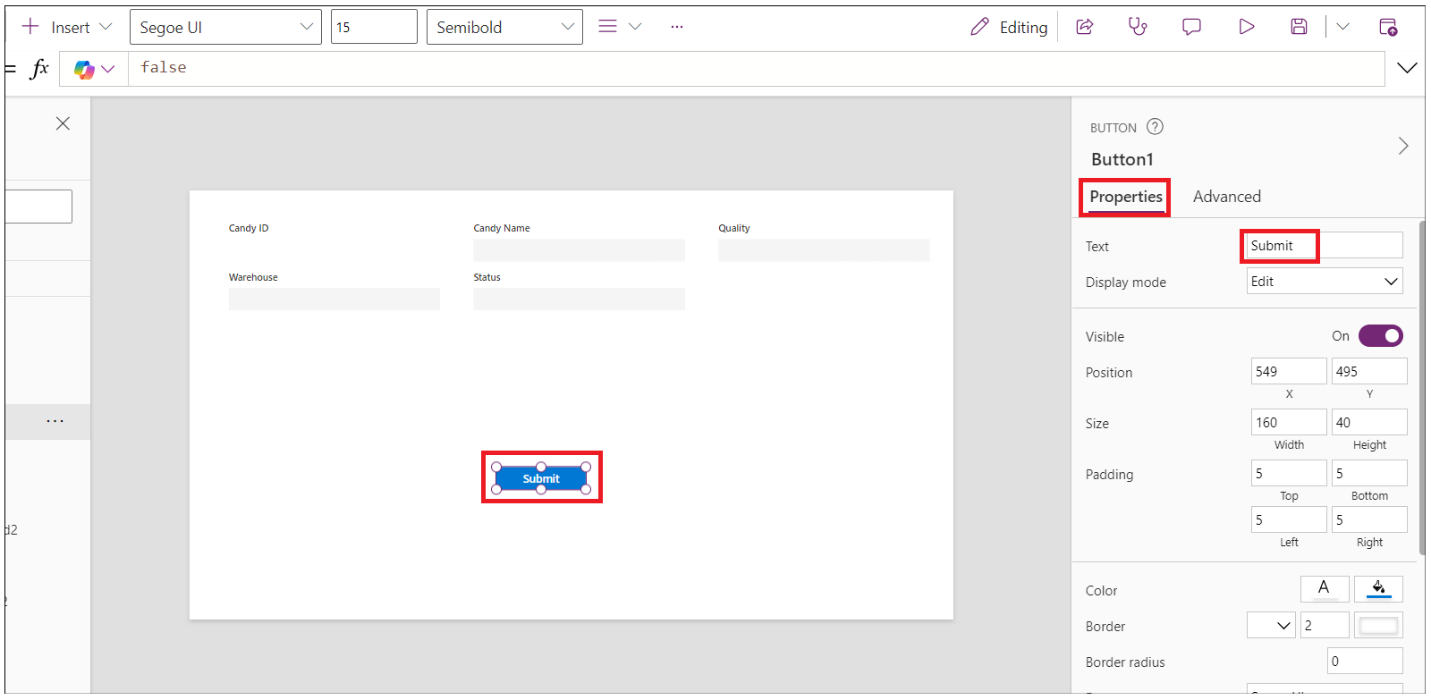 Insert
Segoe UI
15
Semibold
...
Editing
= fx
false
BUTTON ?
Button1
Properties
Advanced
Candy ID
Candy Name
Quality
Warehouse
Status
Submit
Text
Submit
Display mode
Edit
Visible
On
Position
549
495
X
Y
Size
160
40
Width
Height
Padding
5
5
Top
Bottom
5
5
Left
Right
Color
A
Border
2
Border radius
0
...
d2